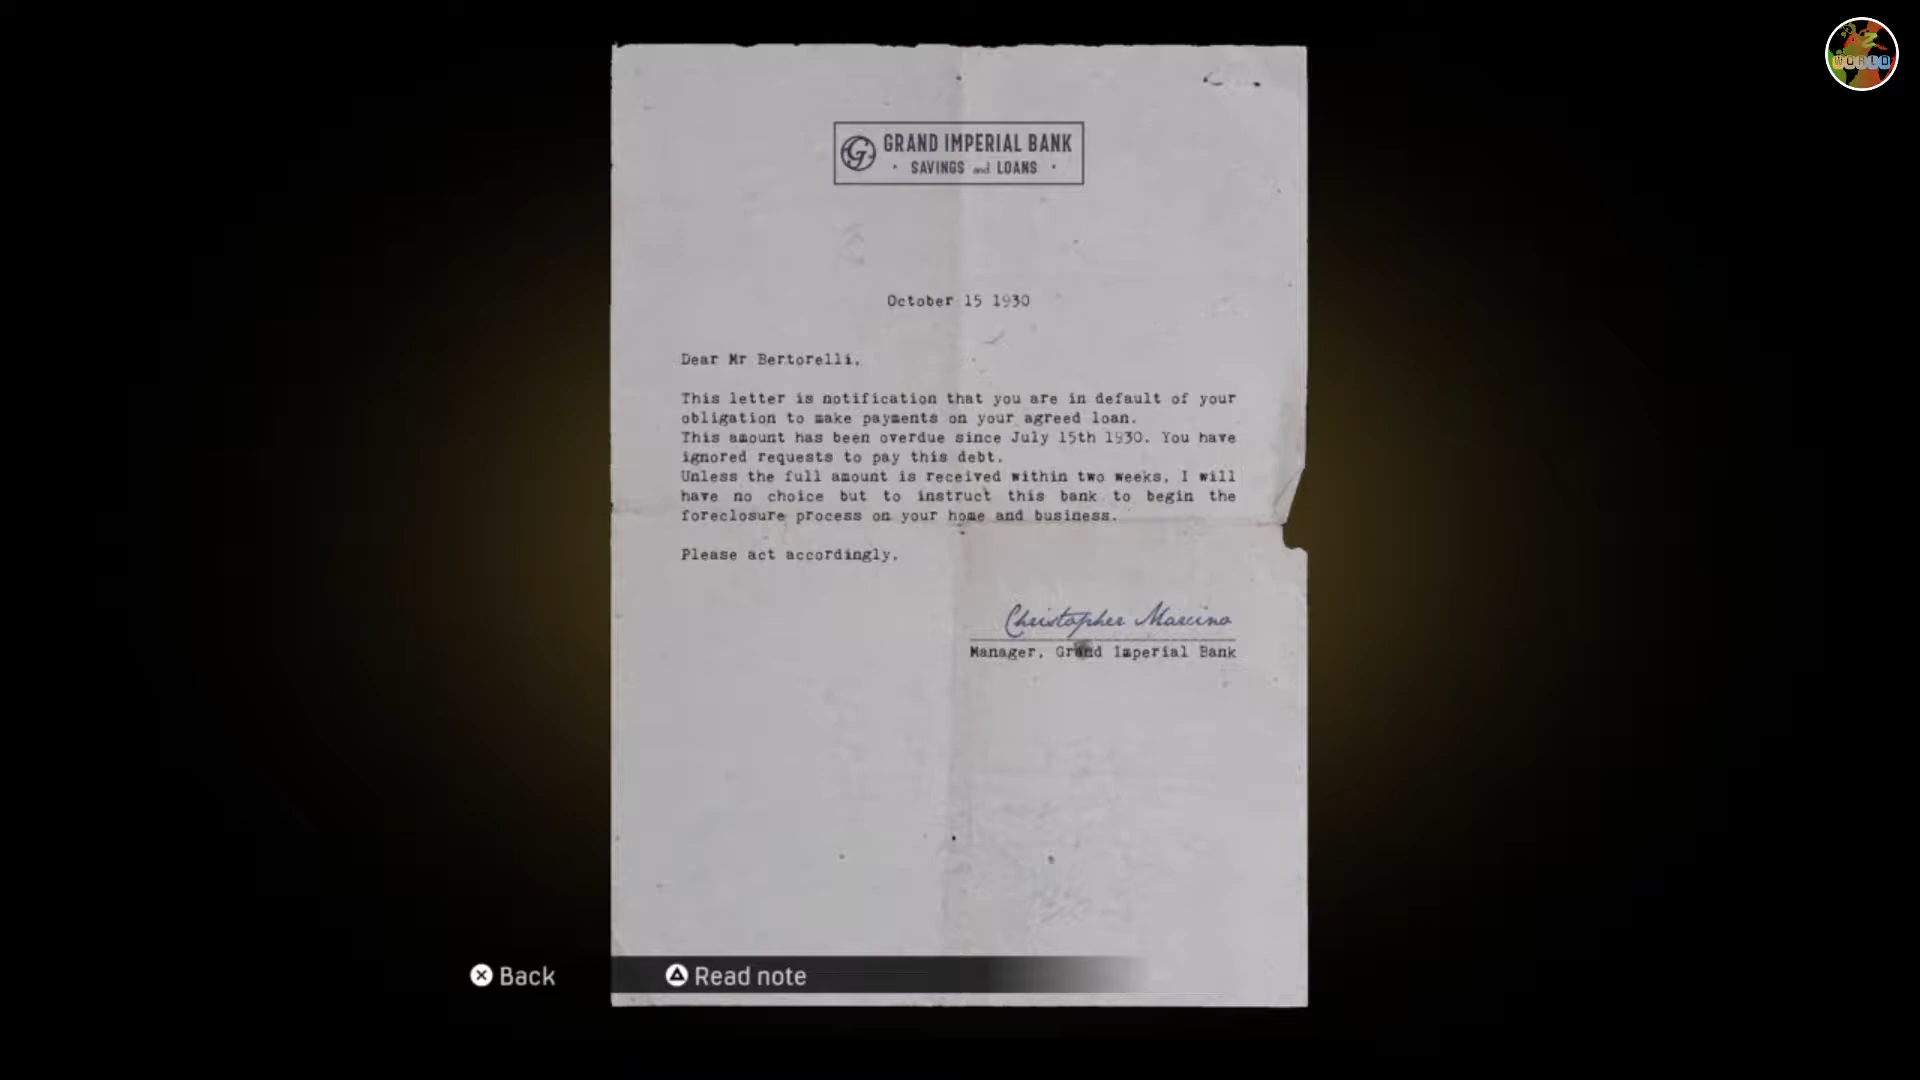 WORLD
GRAND IMPERIAL BANK
SAVINGS and LOANS
October 15 1930
Dear Mr Bertorelli,
This letter is notification that you are in default of your
obligation to make payments on your agreed loan.
This amount has been overdue since July 15th 1930. You have
ignored requests to pay this debt.
Unless the full amount is received within two weeks, I will
have no choice but to instruct this bank to begin the
foreclosure process on your home and business.
Please act accordingly.
Christopher Marcino
Manager, Grand Imperial Bank
Back
Read note